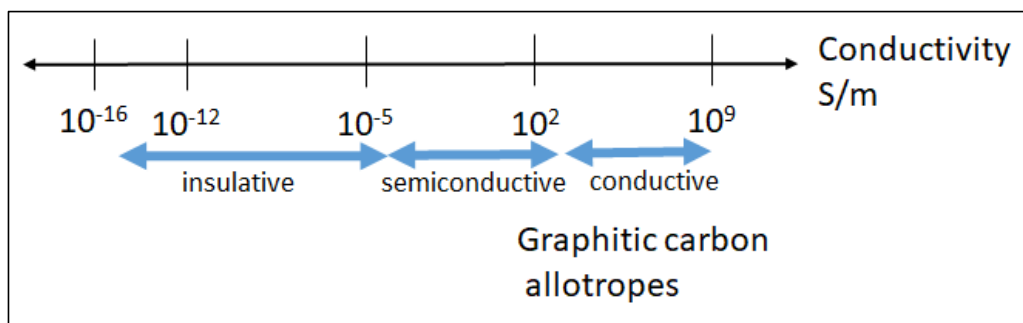 Conductivity
S/m
10⁻¹⁶ 10⁻¹² 10⁻⁵ 10² 10⁹
insulative semiconductive conductive
Graphitic carbon
allotropes